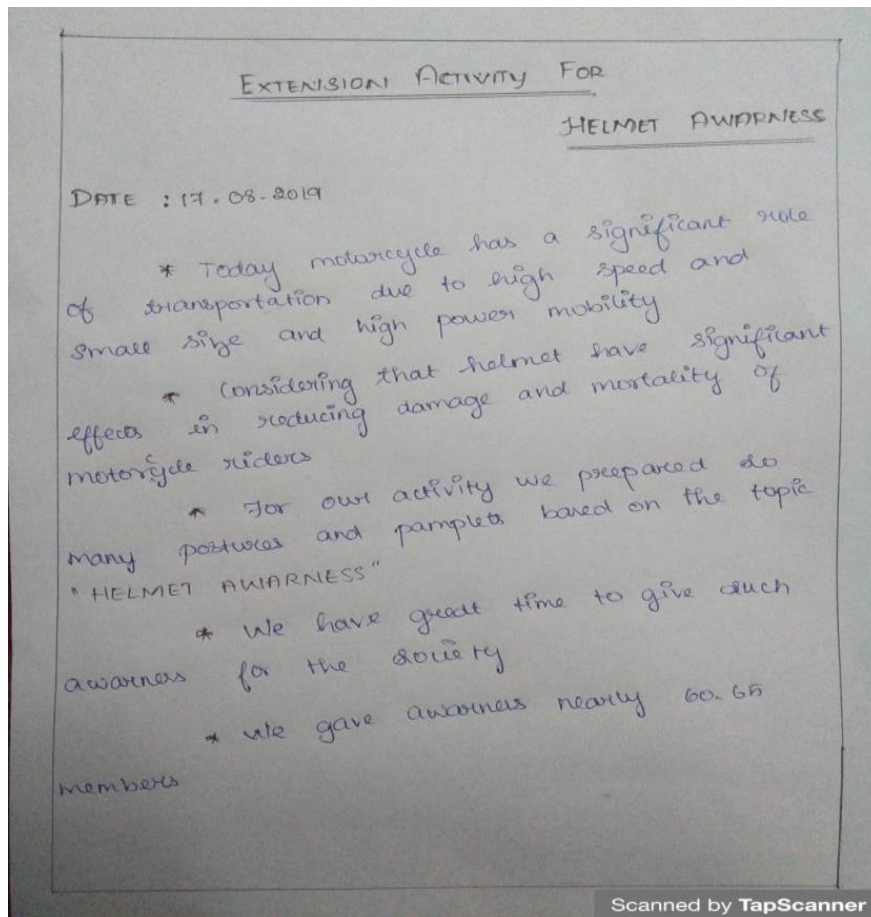 EXTENSION ACTIVITY FOR
HELMET AWARNESS
DATE : 17.08.2019
* Today motorcycle has a significant role
of transportation due to high speed and
small size and high power mobility
* Considering that helmet have significant
effects in reducing damage and mortality of
motorcycle riders
* For our activity we prepared so
many postures and pamplets based on the topic
"HELMET AWARNESS"
* We have great time to give such
awarness for the society
* We gave awarness nearly 60.65
members
Scanned by TapScanner